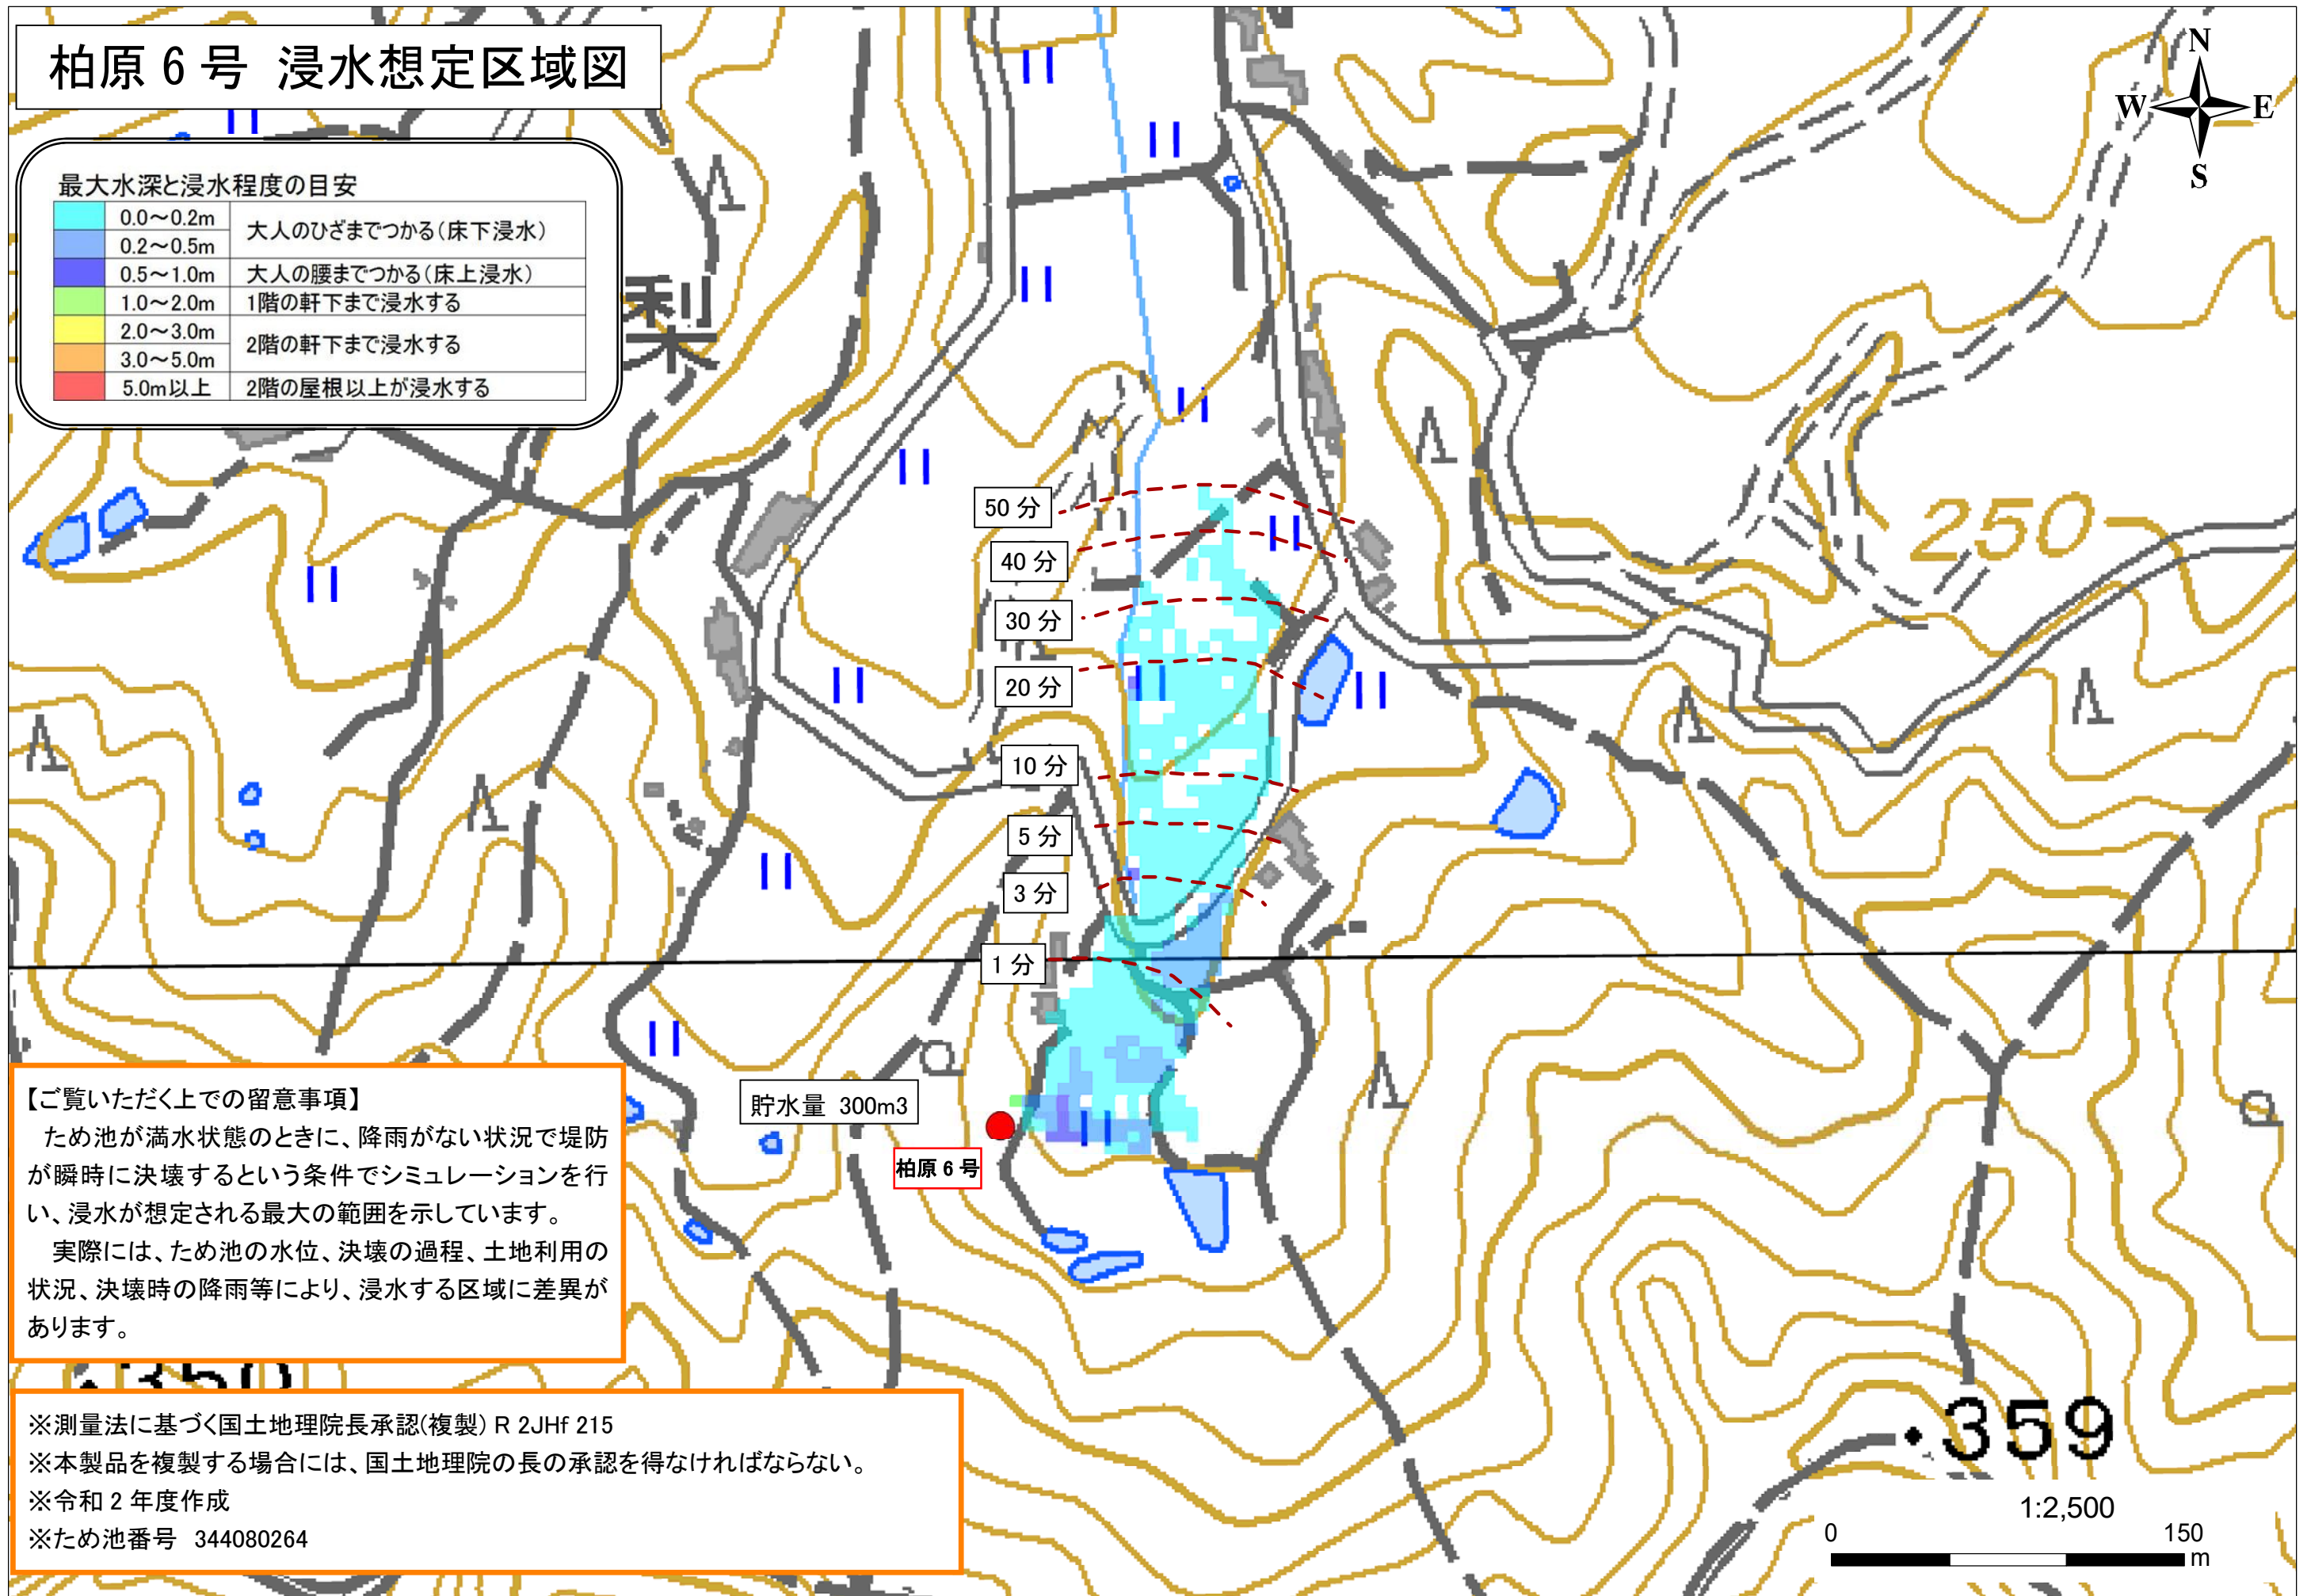 柏原 6 号 浸水想定区域図
N
W
E
S
最大水深と浸水程度の目安
0.0～0.2m
大人のひざまでつかる(床下浸水)
0.2～0.5m
0.5～1.0m 大人の腰までつかる(床上浸水)
1.0～2.0m 1階の軒下まで浸水する
2.0～3.0m
2階の軒下まで浸水する
3.0～5.0m
5.0m以上 2階の屋根以上が浸水する
梨
250
50 分
40 分
30 分
20 分
10 分
5 分
3 分
1 分
貯水量 300m3
柏原 6 号
【ご覧いただく上での留意事項】
ため池が満水状態のときに、降雨がない状況で堤防
が瞬時に決壊するという条件でシミュレーションを行
い、浸水が想定される最大の範囲を示しています。
実際には、ため池の水位、決壊の過程、土地利用の
状況、決壊時の降雨等により、浸水する区域に差異が
あります。
※測量法に基づく国土地理院長承認(複製) R 2JHf 215
※本製品を複製する場合には、国土地理院の長の承認を得なければならない。
※令和 2 年度作成
※ため池番号 344080264
359
1:2,500
0 150
m